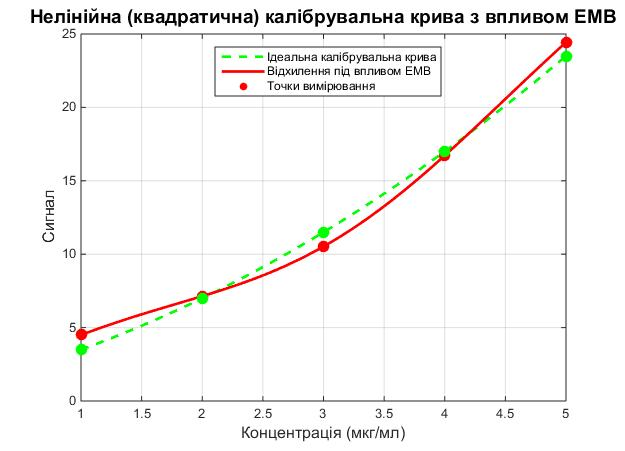 Нелінійна (квадратична) калібрувальна крива з впливом ЕМВ
25
20
15
10
5
0
Сигнал
Ідеальна калібрувальна крива
Відхилення під впливом ЕМВ
Точки вимірювання
1 1.5 2 2.5 3 3.5 4 4.5 5
Концентрація (мкг/мл)